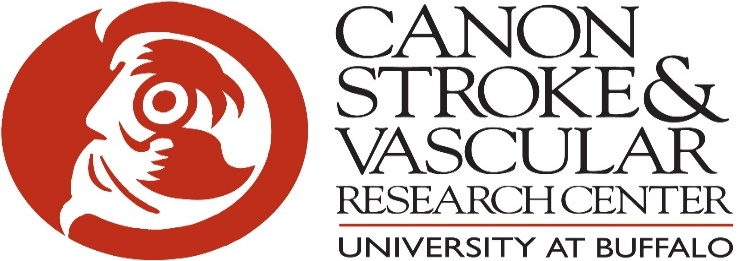 CANON
STROKE &
VASCULAR
RESEARCH CENTER
UNIVERSITY AT BUFFALO